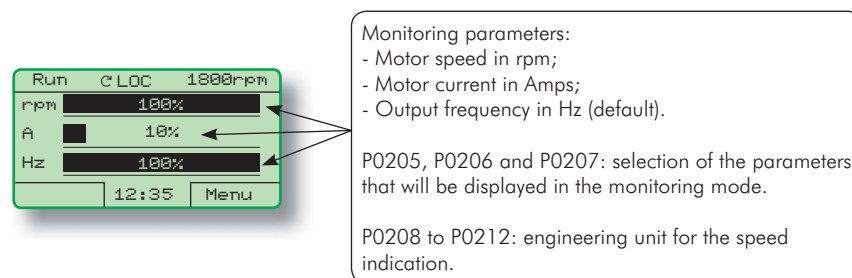 Run ↻LOC 1800rpm
rpm 100%
A 10%
Hz 100%
12:35 Menu
Monitoring parameters:
- Motor speed in rpm;
- Motor current in Amps;
- Output frequency in Hz (default).
P0205, P0206 and P0207: selection of the parameters
that will be displayed in the monitoring mode.
P0208 to P0212: engineering unit for the speed
indication.